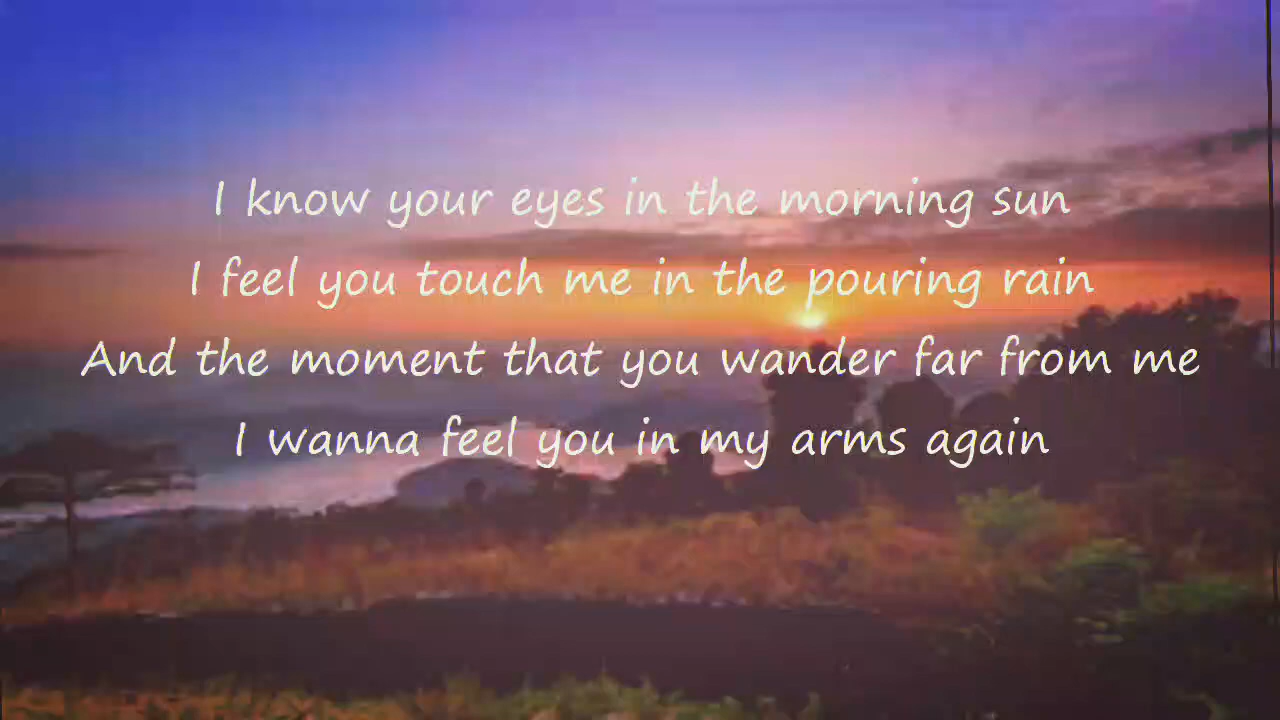 I know your eyes in the morning sun
I feel you touch me in the pouring rain
And the moment that you wander far from me
I wanna feel you in my arms again